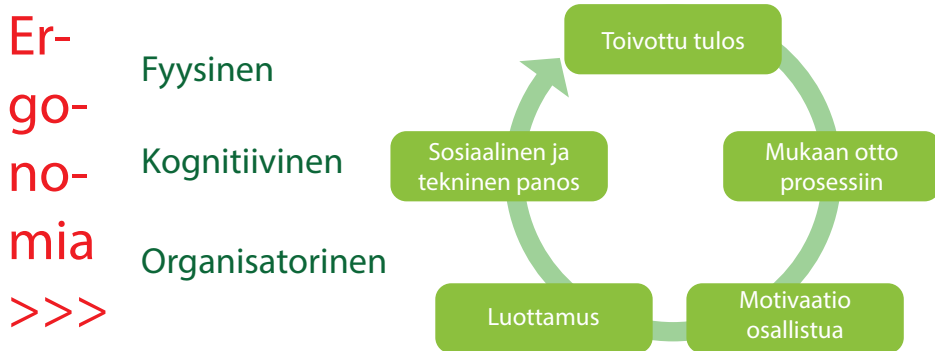 Er-
go-
no-
mia
>>>
Fyysinen
Kognitiivinen
Organisatorinen
Toivottu tulos
Mukaan otto
prosessiin
Motivaatio
osallistua
Luottamus
Sosiaalinen ja
tekninen panos